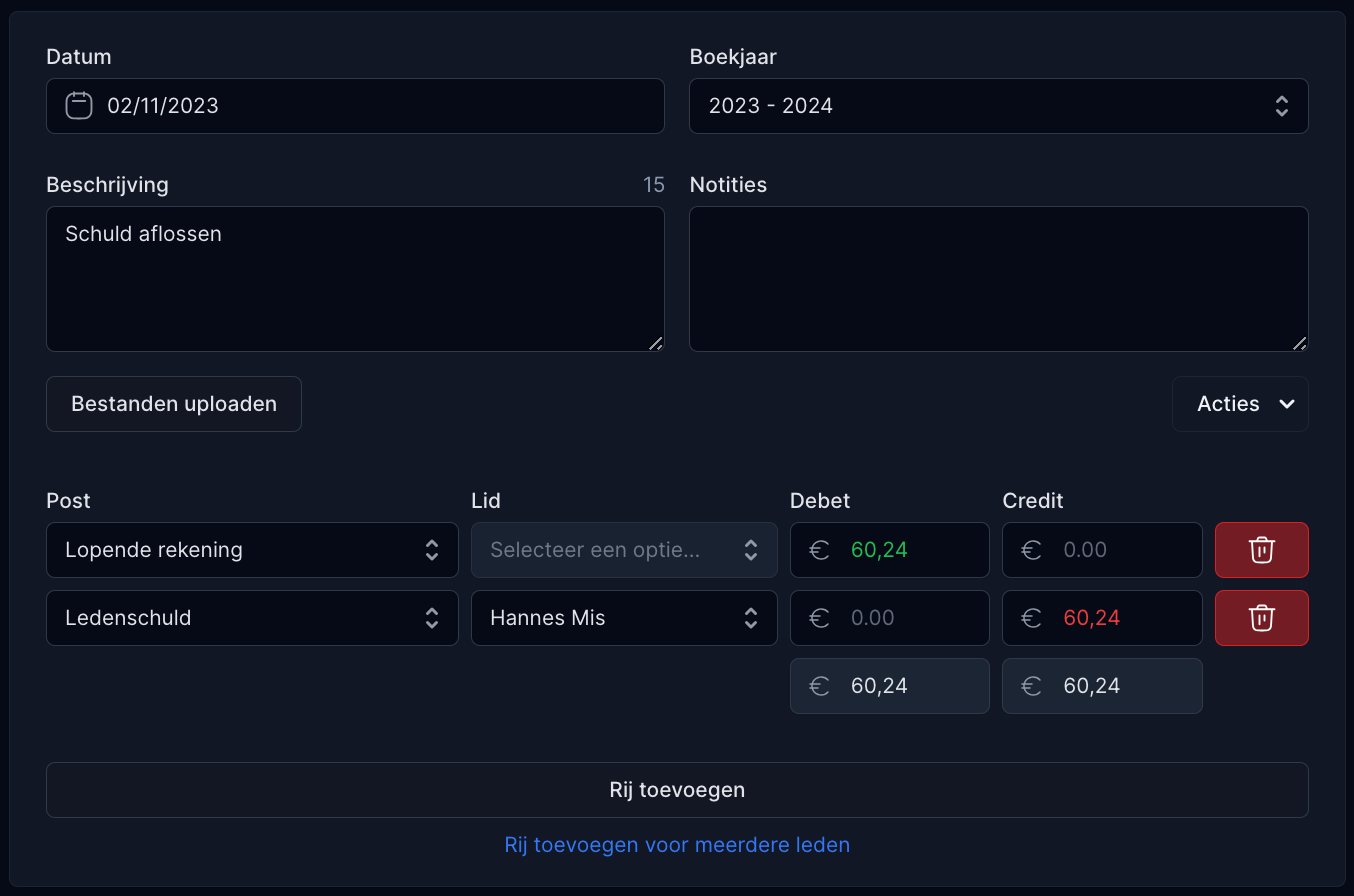 Datum
Boekjaar
02/11/2023
2023 - 2024
Beschrijving
15
Notities
Schuld aflossen
Bestanden uploaden
Acties
Post
Lid
Debet
Credit
Lopende rekening
Selecteer een optie...
€ 60,24
€ 0.00
Ledenschuld
Hannes Mis
€ 0.00
€ 60,24
€ 60,24
€ 60,24
Rij toevoegen
Rij toevoegen voor meerdere leden